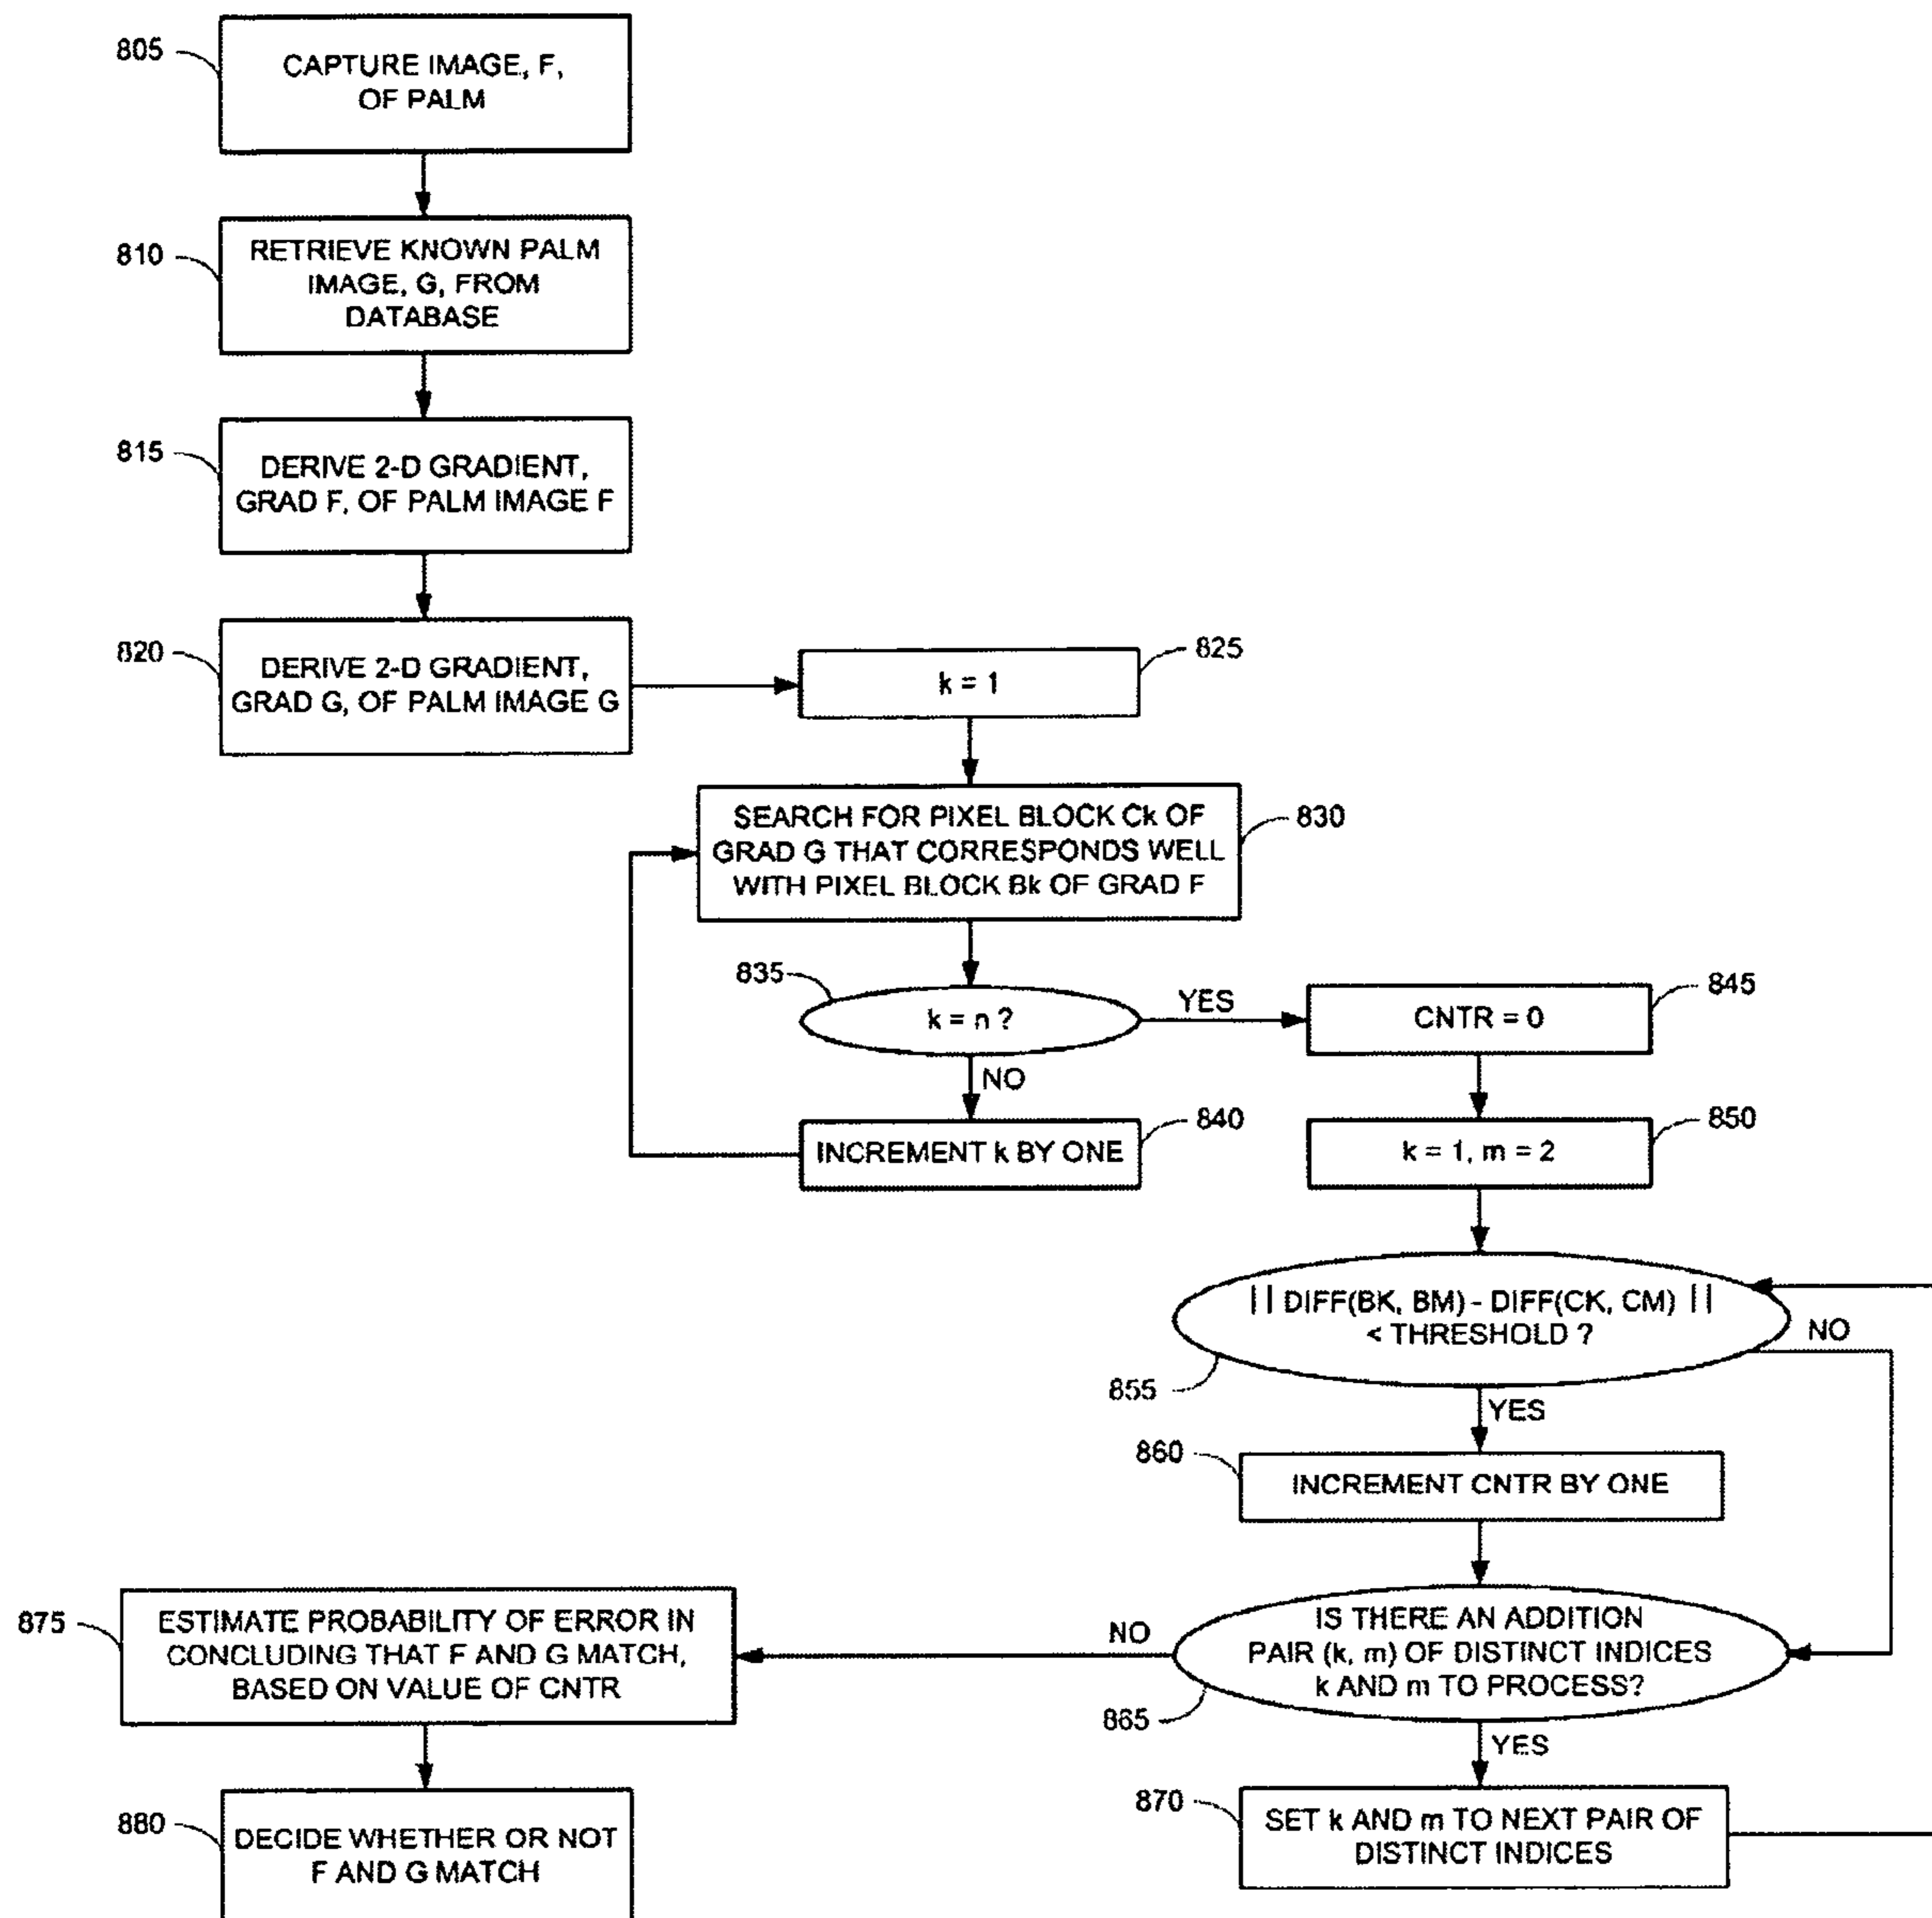 805
CAPTURE IMAGE, F,
OF PALM
810
RETRIEVE KNOWN PALM
IMAGE, G, FROM
DATABASE
815
DERIVE 2-D GRADIENT,
GRAD F, OF PALM IMAGE F
820
DERIVE 2-D GRADIENT,
GRAD G, OF PALM IMAGE G
825
k = 1
830
SEARCH FOR PIXEL BLOCK Ck OF
GRAD G THAT CORRESPONDS WELL
WITH PIXEL BLOCK Bk OF GRAD F
835
k = n ?
YES
NO
840
INCREMENT k BY ONE
845
CNTR = 0
850
k = 1, m = 2
855
|| DIFF(BK, BM) - DIFF(CK, CM) ||
< THRESHOLD ?
NO
YES
860
INCREMENT CNTR BY ONE
865
IS THERE AN ADDITION
PAIR (k, m) OF DISTINCT INDICES
k AND m TO PROCESS?
NO
YES
870
SET k AND m TO NEXT PAIR OF
DISTINCT INDICES
875
ESTIMATE PROBABILITY OF ERROR IN
CONCLUDING THAT F AND G MATCH,
BASED ON VALUE OF CNTR
880
DECIDE WHETHER OR NOT
F AND G MATCH